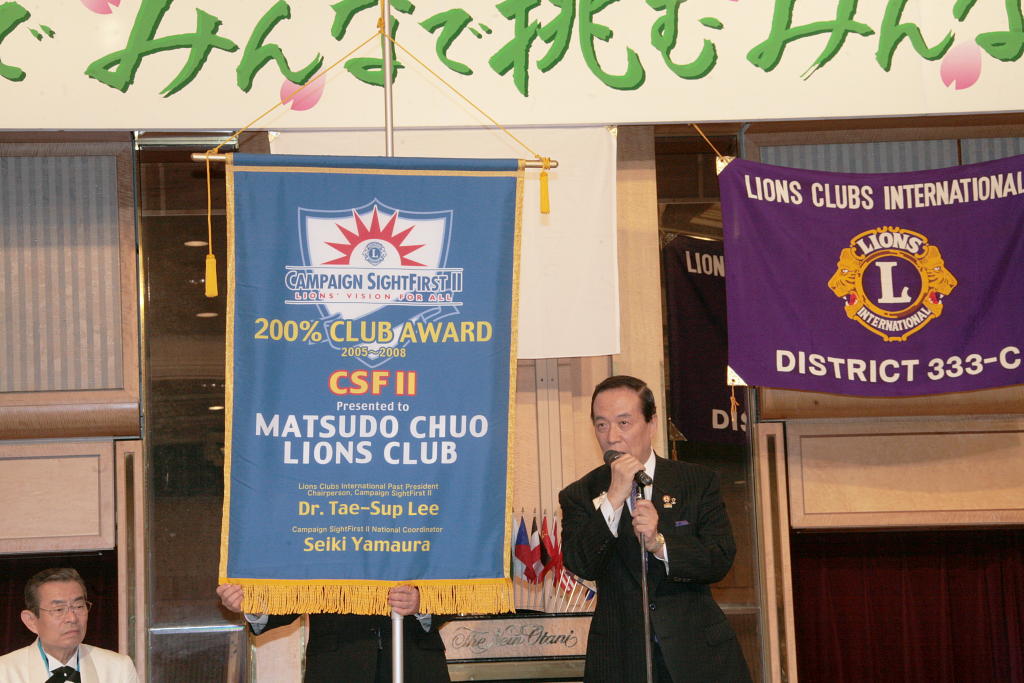 でみんなで挑むみんな
CAMPAIGN SIGHTFIRST II
LIONS' VISION FOR ALL
200% CLUB AWARD
2005~2008
CSF II
Presented to
MATSUDO CHUO
LIONS CLUB
Lions Clubs International Past President
Chairperson, Campaign SightFirst II
Dr. Tae-Sup Lee
Campaign SightFirst II National Coordinator
Seiki Yamaura
LIONS CLUBS INTERNATIONAL
LIONS
L
INTERNATIONAL
DISTRICT 333-C
LION
DIS
The New Otani